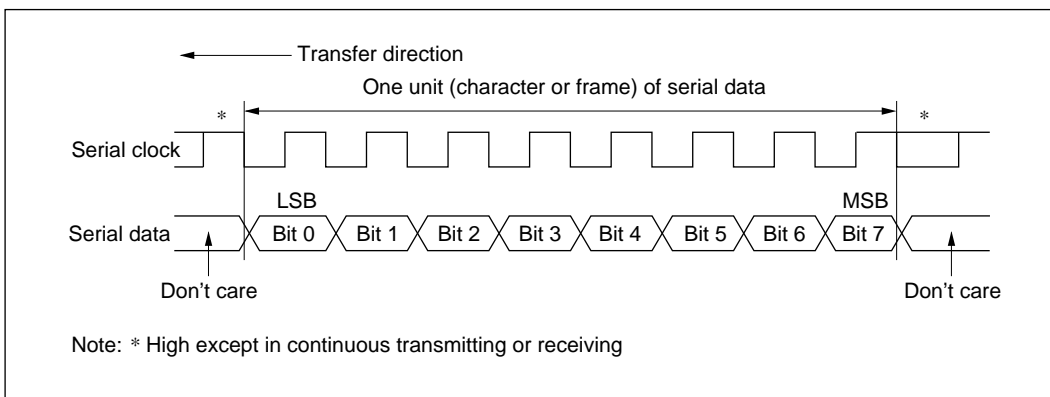 Transfer direction
One unit (character or frame) of serial data
* *
Serial clock
LSB MSB
Serial data Bit 0 Bit 1 Bit 2 Bit 3 Bit 4 Bit 5 Bit 6 Bit 7
Don't care Don't care
Note: * High except in continuous transmitting or receiving